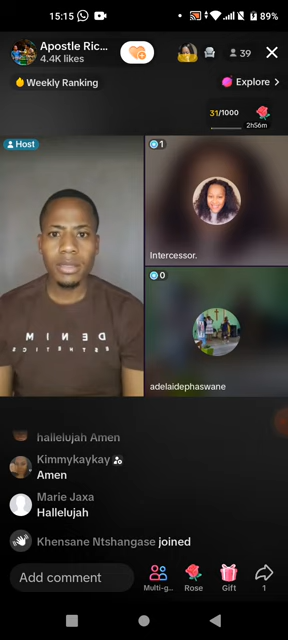 15:15
89%
Apostle Ric...
4.4K likes
39
Weekly Ranking
Explore >
31/1000
2h56m
Host
1
Intercessor.
0
adelaidephaswane
DENIM
hallelujah Amen
Kimmykaykay
Amen
Marie Jaxa
Hallelujah
Khensane Ntshangase joined
Add comment
Multi-g...
Rose
Gift
1